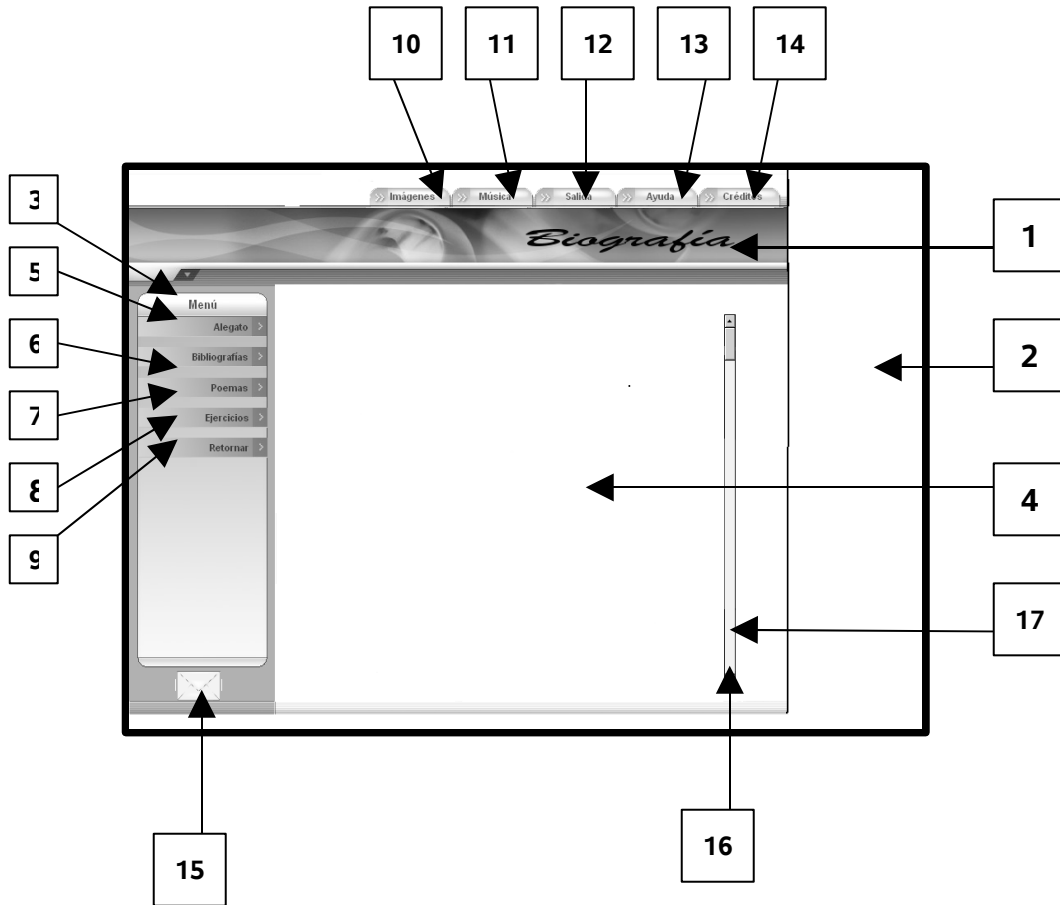 10 11 12 13 14
Imágenes Música Salida Ayuda Créditos
3
Biografía
1
5
Menú
Alegato
6
Bibliografías
2
7
Poemas
8
Ejercicios
9
Retornar
4
17
15
16